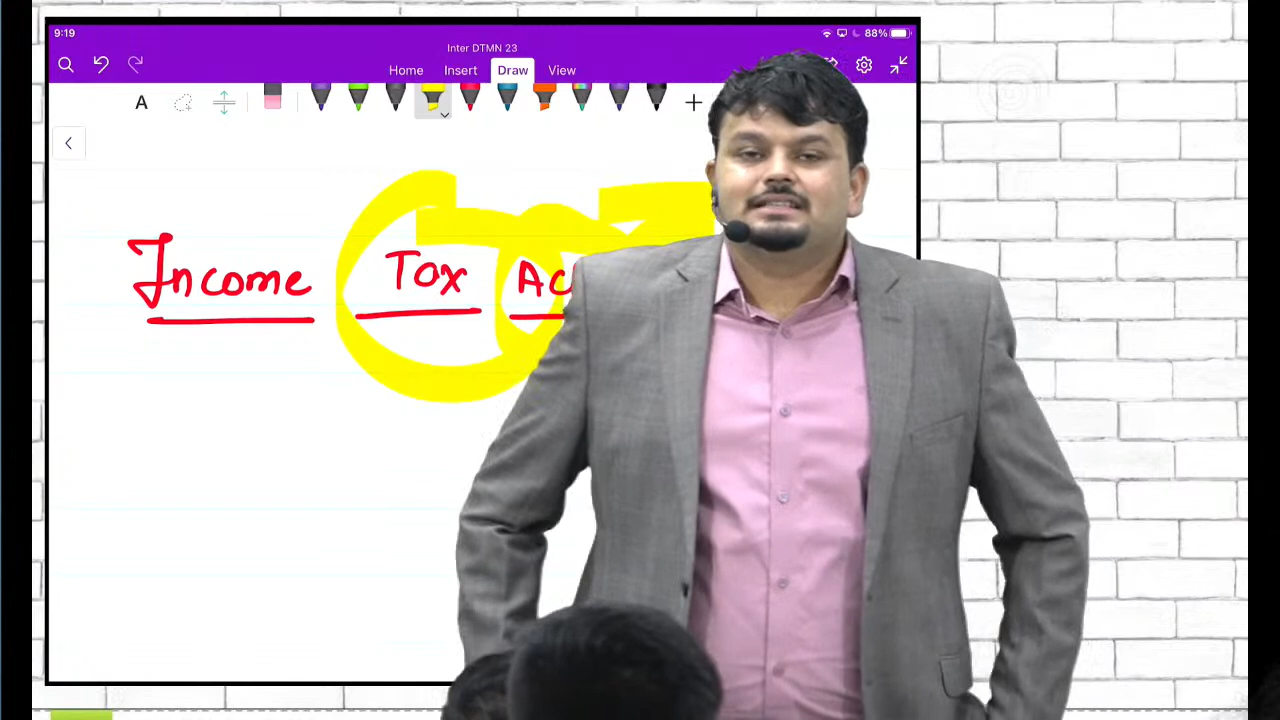 9:19
88%
Inter DTMN 23
Home Insert Draw View
A
Income Tax Ac